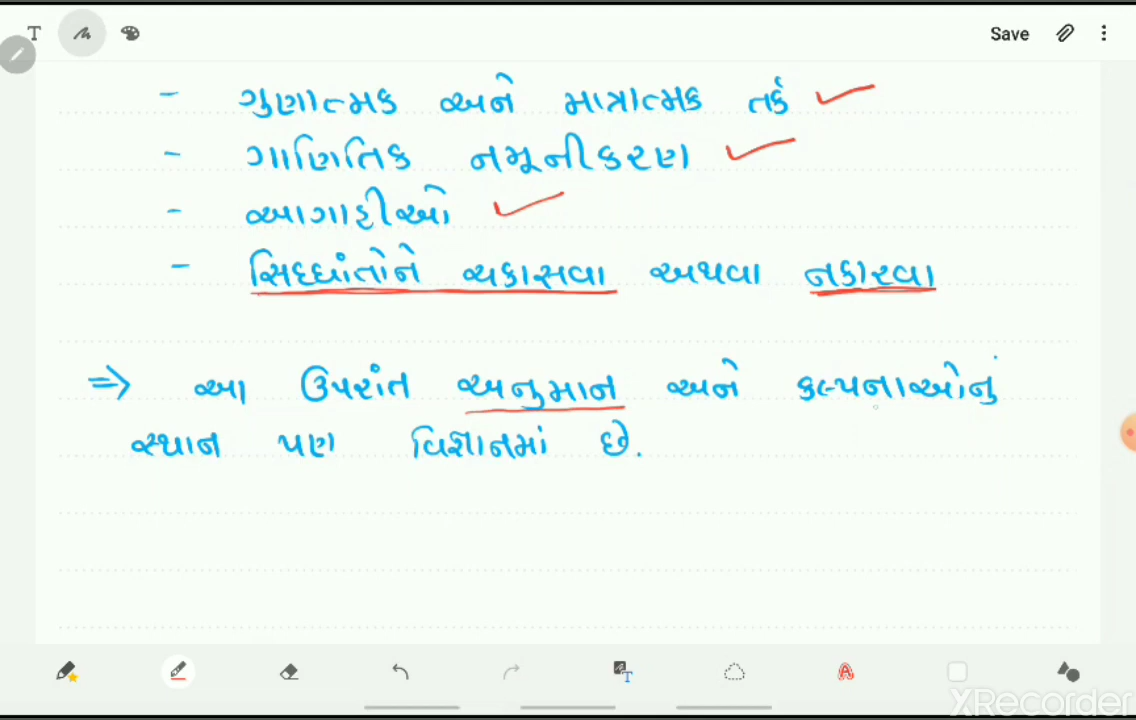 T
Save
- ગુણાત્મક અને માત્રાત્મક તર્ક
- ગાણિતિક નમૂનીકરણ
- આગાહીઓ
- સિદ્ધાંતોને ચકાસવા અથવા નકારવા
⇒ આ ઉપરાંત અનુમાન અને કલ્પનાઓનું
સ્થાન પણ વિજ્ઞાનમાં છે.
XRecorder